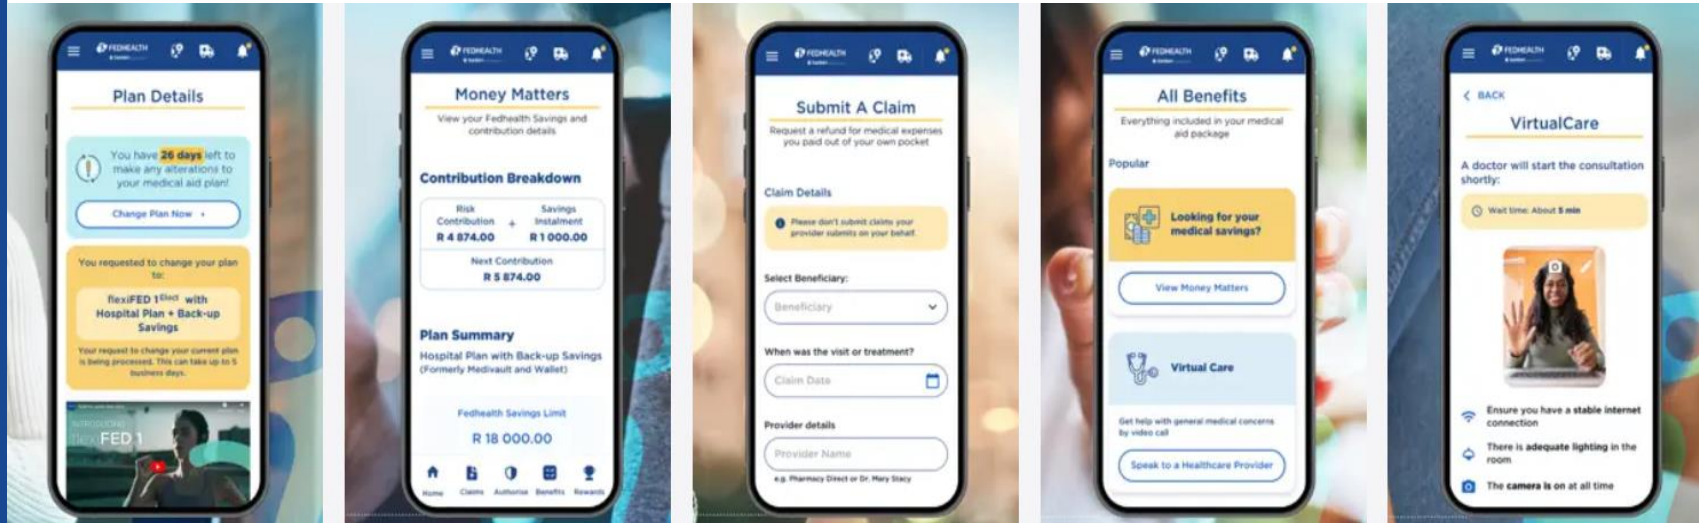 FEDHEALTH
Plan Details
You have 26 days left to
make any alterations to
your medical aid plan!
Change Plan Now
You requested to change your plan
to:
flexiFED 1 Elect with
Hospital Plan + Back-up
Savings
Your request to change your current plan
is being processed. This can take up to 5
business days.
INTRODUCING
flexiFED 1
FEDHEALTH
Money Matters
View your Fedhealth Savings and
contribution details
Contribution Breakdown
Risk
Contribution
R 4 874.00
+
Savings
Instalment
R 1 000.00
Next Contribution
R 5 874.00
Plan Summary
Hospital Plan with Back-up Savings
(Formerly Medivault and Wallet)
Fedhealth Savings Limit
R 18 000.00
Home Claims Authorise Benefits Rewards
FEDHEALTH
Submit A Claim
Request a refund for medical expenses
you paid out of your own pocket
Claim Details
Please don't submit claims your
provider submits on your behalf.
Select Beneficiary:
Beneficiary
When was the visit or treatment?
Claim Date
Provider details
Provider Name
e.g. Pharmacy Direct or Dr. Mary Stacy
FEDHEALTH
All Benefits
Everything included in your medical
aid package
Popular
Looking for your
medical savings?
View Money Matters
Virtual Care
Get help with general medical concerns
by video call
Speak to a Healthcare Provider
FEDHEALTH
BACK
VirtualCare
A doctor will start the consultation
shortly:
Wait time: About 5 min
Ensure you have a stable internet
connection
There is adequate lighting in the
room
The camera is on at all time